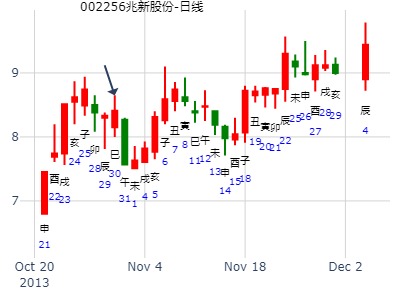 002256兆新股份-日线
9
8
7
申
21
酉
22
戌
23
亥
24
子
25
卯
28
辰
29
巳
30
午
31
未
1
戌
4
亥
5
子
6
丑
7
寅
8
巳
11
午
12
未
13
申
14
酉
15
子
18
丑
19
寅
20
卯
21
辰
22
未
25
申
26
酉
27
戌
28
亥
29
辰
4
Oct 20
2013
Nov 4
Nov 18
Dec 2